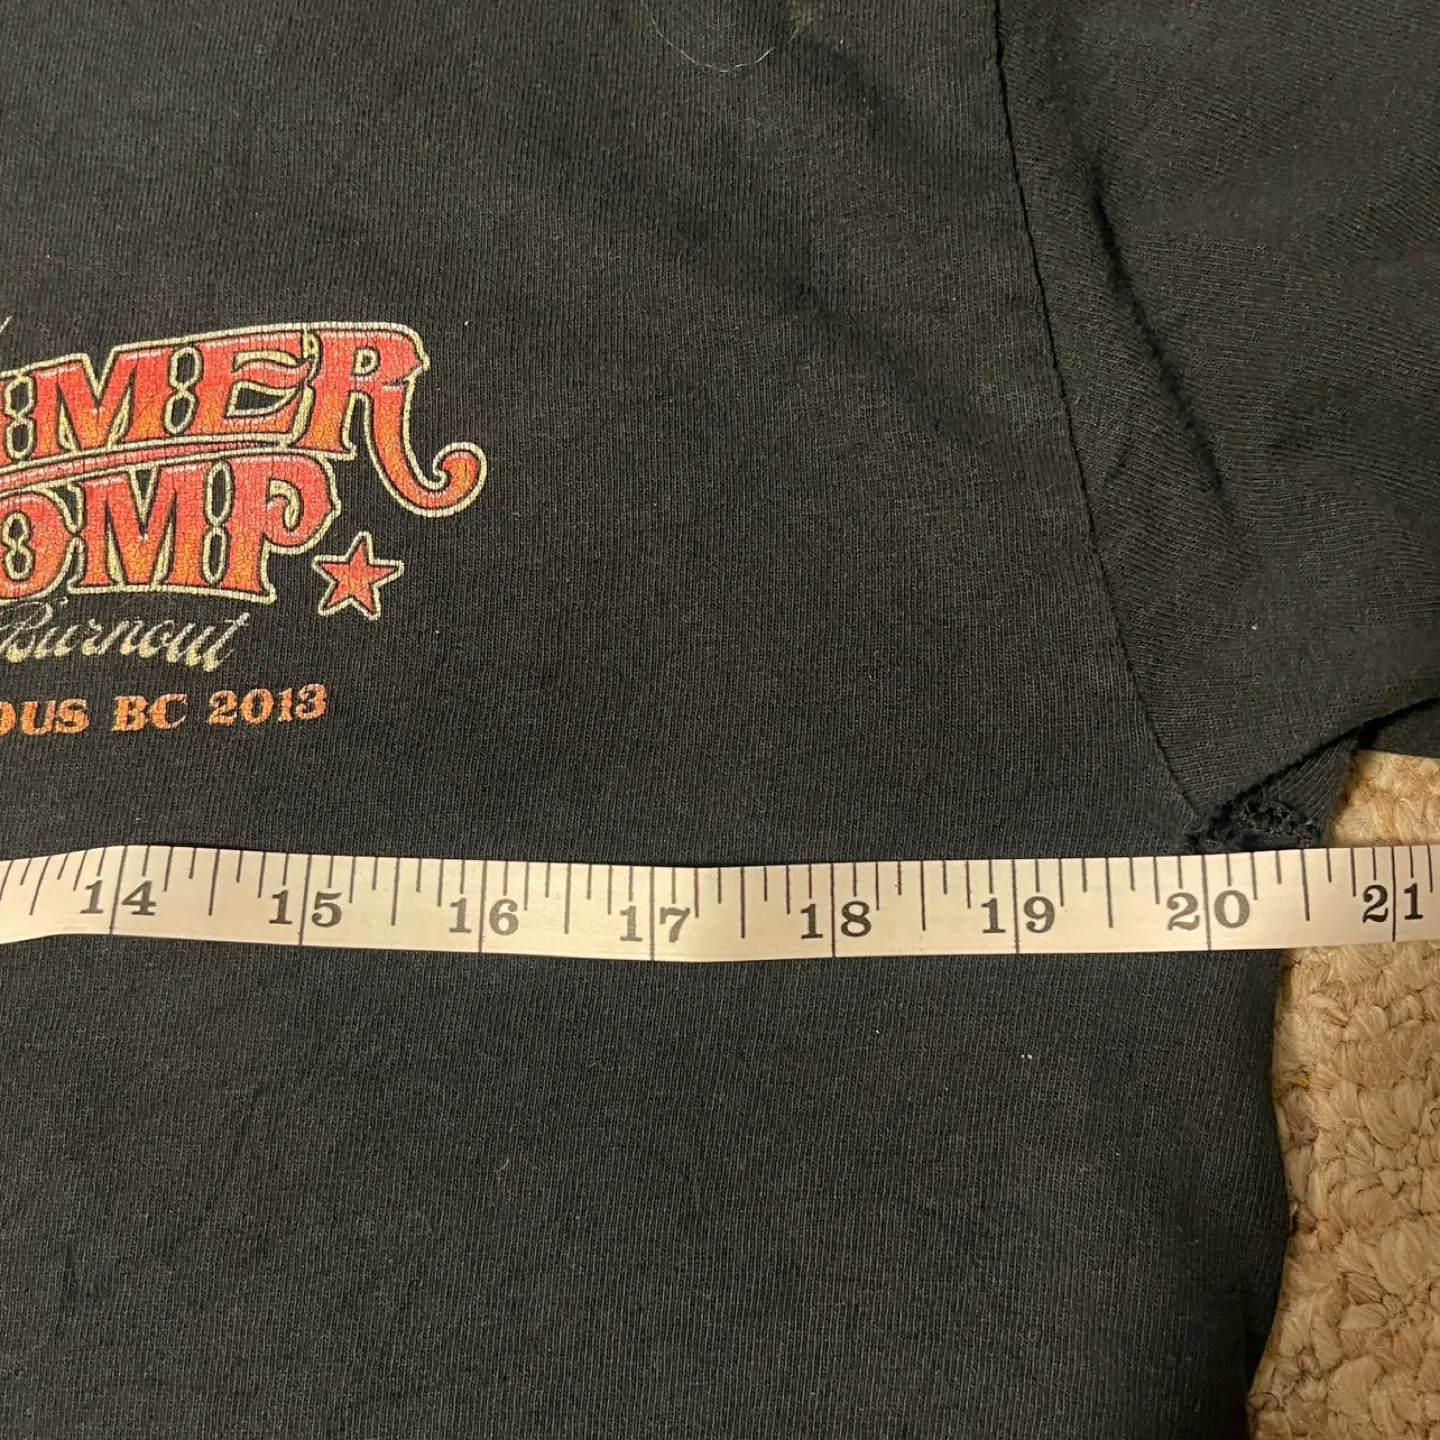 MER
OMP
Burnout
OUS BC 2013
14 15 16 17 18 19 20 21